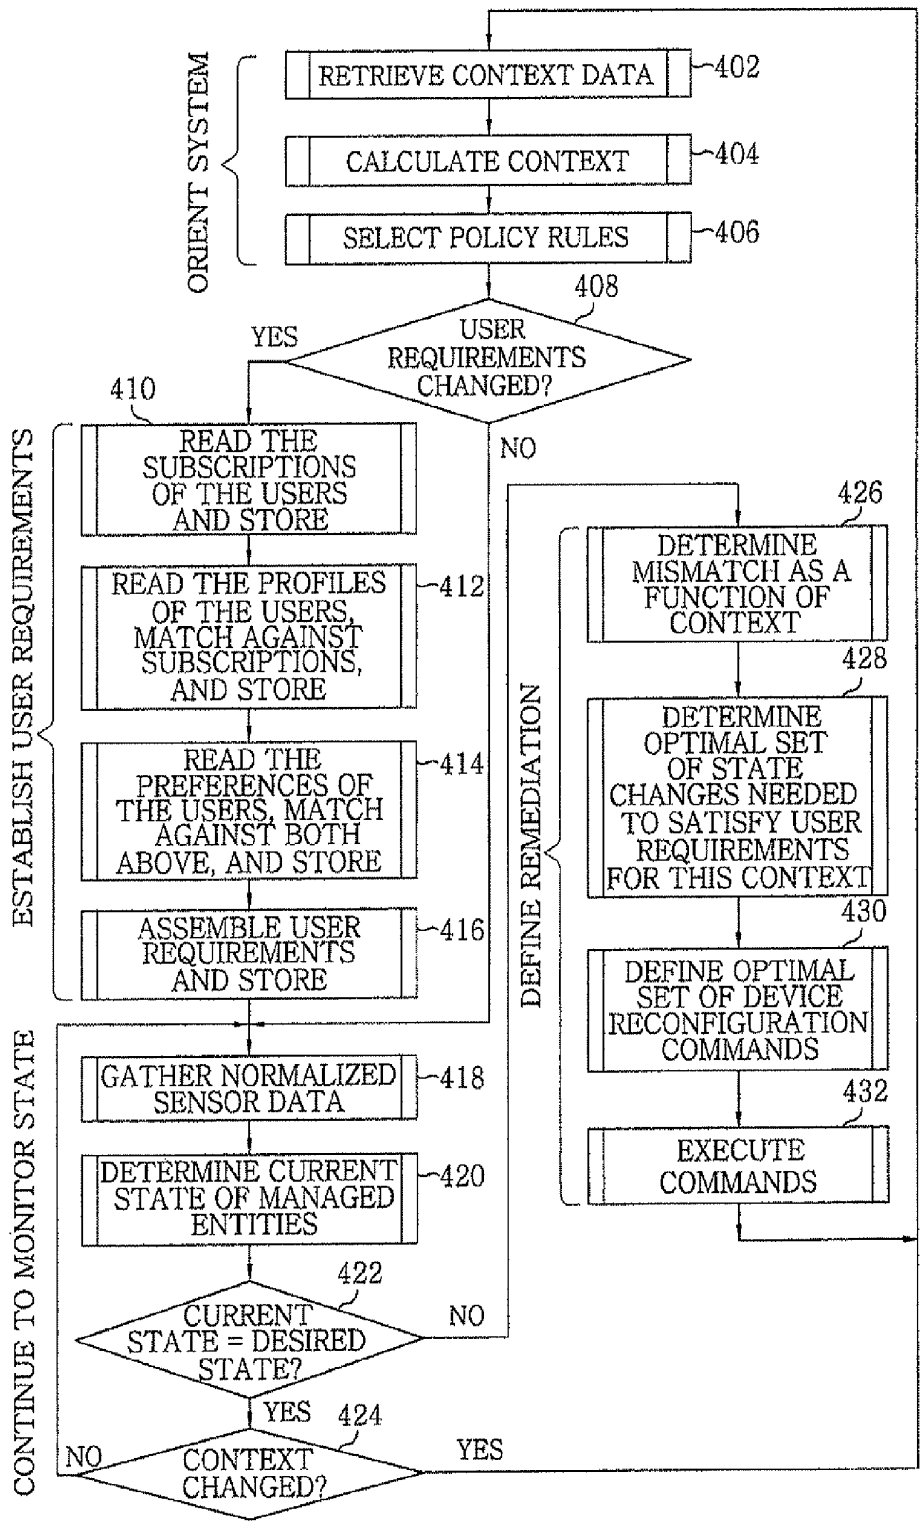 RETRIEVE CONTEXT DATA
402
CALCULATE CONTEXT
404
SELECT POLICY RULES
406
ORIENT SYSTEM
408
USER
REQUIREMENTS
CHANGED?
YES
NO
410
READ THE
SUBSCRIPTIONS
OF THE USERS
AND STORE
412
READ THE PROFILES
OF THE USERS,
MATCH AGAINST
SUBSCRIPTIONS,
AND STORE
414
READ THE
PREFERENCES OF
THE USERS, MATCH
AGAINST BOTH
ABOVE, AND STORE
416
ASSEMBLE USER
REQUIREMENTS
AND STORE
ESTABLISH USER REQUIREMENTS
GATHER NORMALIZED
SENSOR DATA
418
DETERMINE CURRENT
STATE OF MANAGED
ENTITIES
420
422
CURRENT
STATE = DESIRED
STATE?
NO
YES
424
CONTEXT
CHANGED?
NO
YES
CONTINUE TO MONITOR STATE
426
DETERMINE
MISMATCH AS A
FUNCTION OF
CONTEXT
428
DETERMINE
OPTIMAL SET
OF STATE
CHANGES NEEDED
TO SATISFY USER
REQUIREMENTS
FOR THIS CONTEXT
430
DEFINE OPTIMAL
SET OF DEVICE
RECONFIGURATION
COMMANDS
432
EXECUTE
COMMANDS
DEFINE REMEDIATION